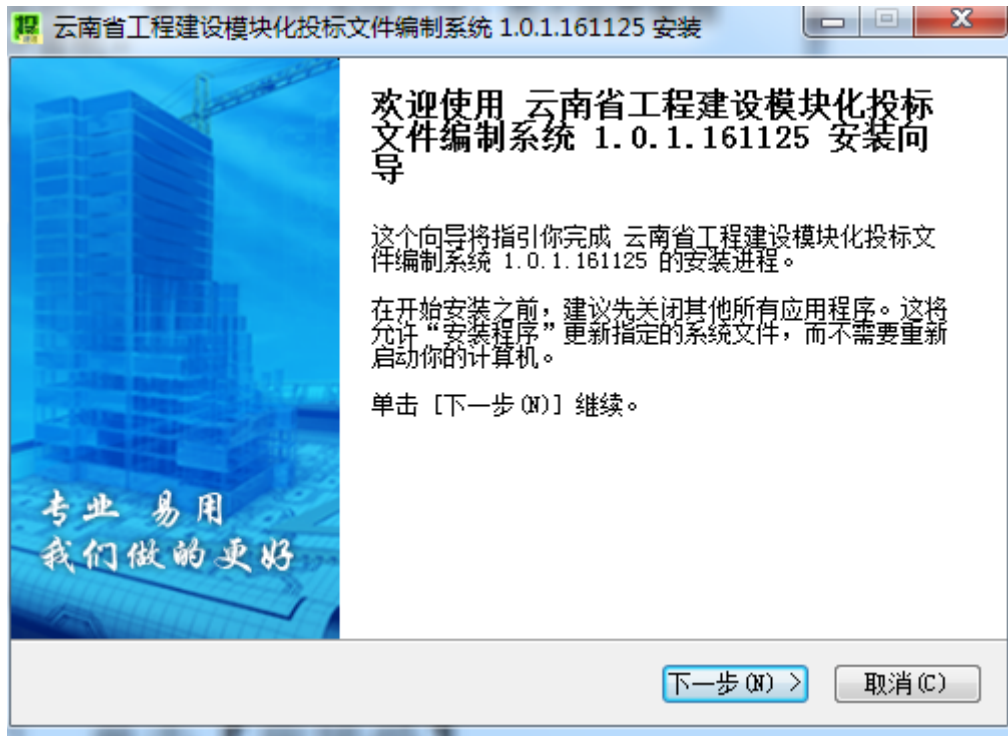 云南省工程建设模块化投标文件编制系统 1.0.1.161125 安装
欢迎使用 云南省工程建设模块化投标
文件编制系统 1.0.1.161125 安装向
导
这个向导将指引你完成 云南省工程建设模块化投标文
件编制系统 1.0.1.161125 的安装进程。
在开始安装之前，建议先关闭其他所有应用程序。这将
允许“安装程序”更新指定的系统文件，而不需要重新
启动你的计算机。
单击 [下一步(N)] 继续。
专业 易用
我们做的更好
下一步(N) >
取消(C)